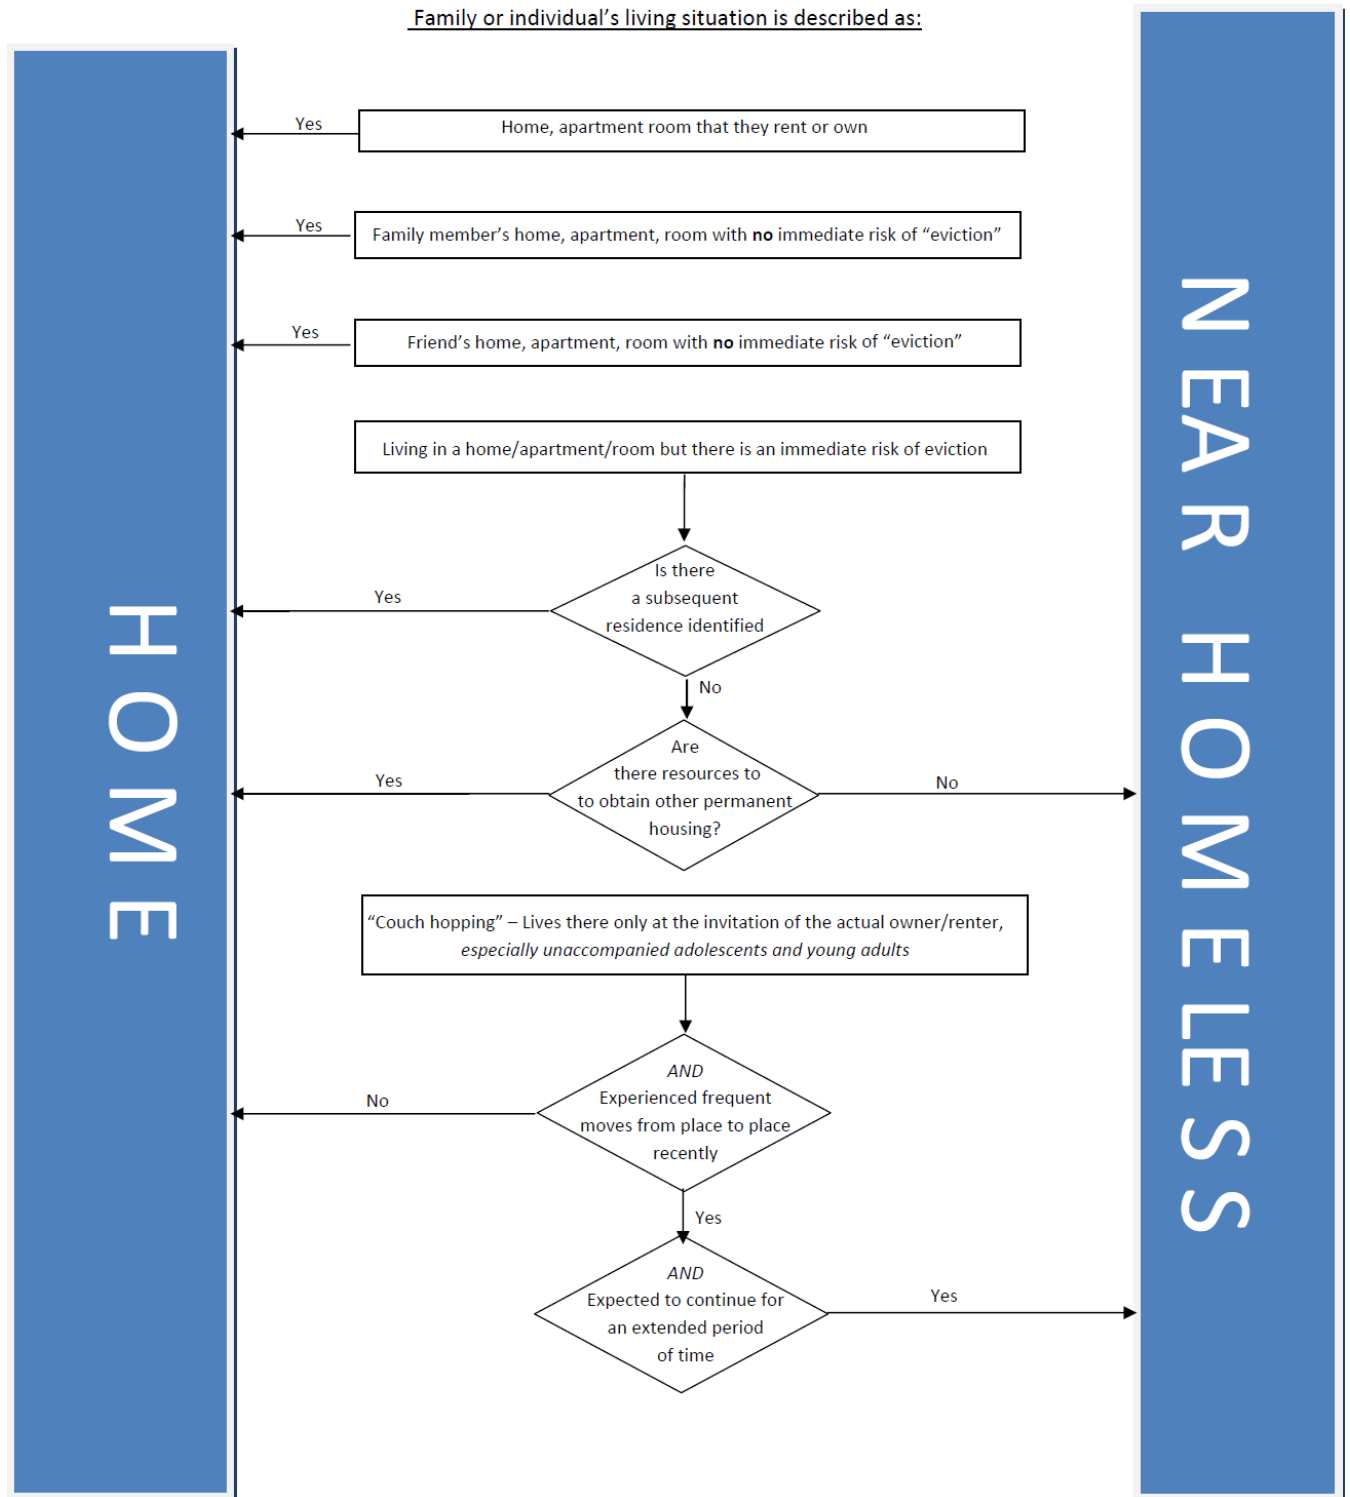 Family or individual’s living situation is described as:
Yes
Home, apartment room that they rent or own
Yes
Family member’s home, apartment, room with no immediate risk of “eviction”
Yes
Friend’s home, apartment, room with no immediate risk of “eviction”
Living in a home/apartment/room but there is an immediate risk of eviction
Is there
a subsequent
residence identified
Yes
No
Are
there resources to
to obtain other permanent
housing?
Yes
No
“Couch hopping” – Lives there only at the invitation of the actual owner/renter,
especially unaccompanied adolescents and young adults
AND
Experienced frequent
moves from place to place
recently
No
Yes
AND
Expected to continue for
an extended period
of time
Yes
HOME
NEAR HOMELESS